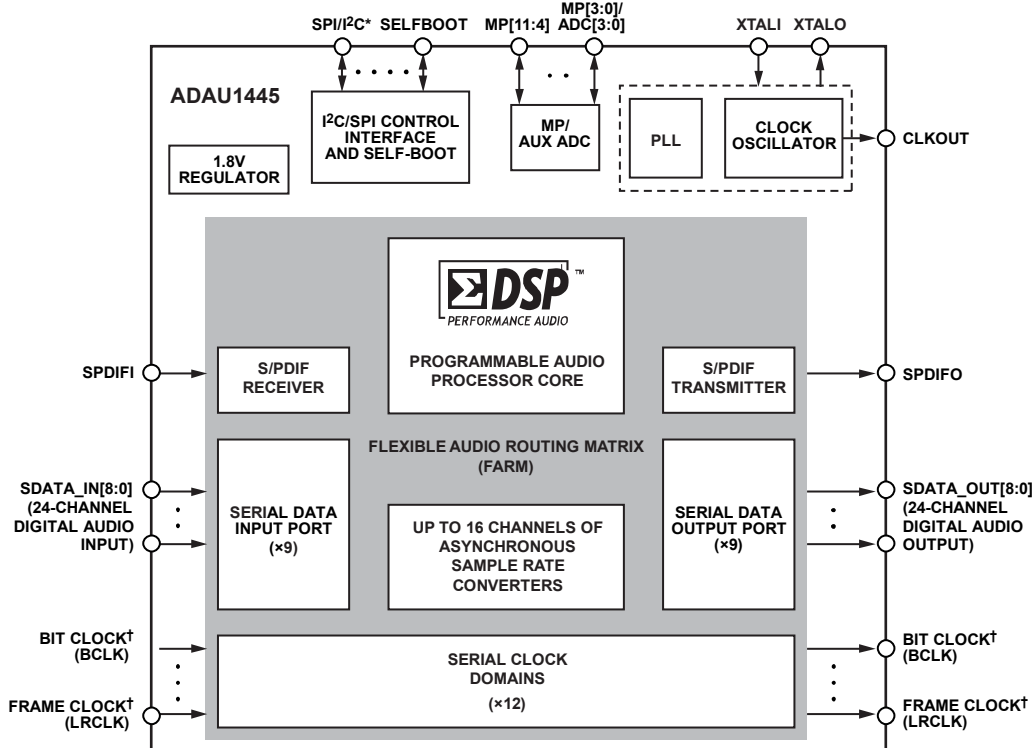 SPI/I²C* SELFBOOT MP[11:4] MP[3:0]/
ADC[3:0] XTALI XTALO
ADAU1445
I²C/SPI CONTROL
INTERFACE
AND SELF-BOOT
MP/
AUX ADC
PLL
CLOCK
OSCILLATOR
CLKOUT
1.8V
REGULATOR
ΣDSP™
PERFORMANCE AUDIO
PROGRAMMABLE AUDIO
PROCESSOR CORE
SPDIFI
S/PDIF
RECEIVER
S/PDIF
TRANSMITTER
SPDIFO
FLEXIBLE AUDIO ROUTING MATRIX
(FARM)
SDATA_IN[8:0]
(24-CHANNEL
DIGITAL AUDIO
INPUT)
SERIAL DATA
INPUT PORT
(×9)
UP TO 16 CHANNELS OF
ASYNCHRONOUS
SAMPLE RATE
CONVERTERS
SERIAL DATA
OUTPUT PORT
(×9)
SDATA_OUT[8:0]
(24-CHANNEL
DIGITAL AUDIO
OUTPUT)
BIT CLOCK†
(BCLK)
FRAME CLOCK†
(LRCLK)
SERIAL CLOCK
DOMAINS
(×12)
BIT CLOCK†
(BCLK)
FRAME CLOCK†
(LRCLK)